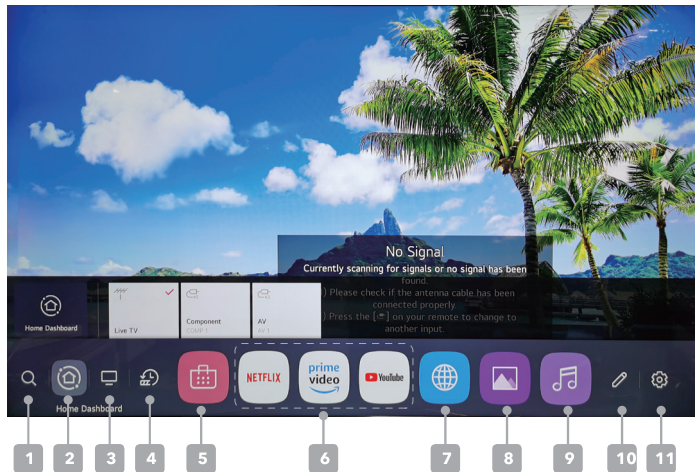 No Signal
Currently scanning for signals or no signal has been
found.
) Please check if the antenna cable has been
connected properly.
) Press the [ ] on your remote to change to
another input.
Home Dashboard
Live TV
Component
COMP 1
AV
AV 1
NETFLIX
prime
video
YouTube
Home Dashboard
1
2
3
4
5
6
7
8
9
10
11